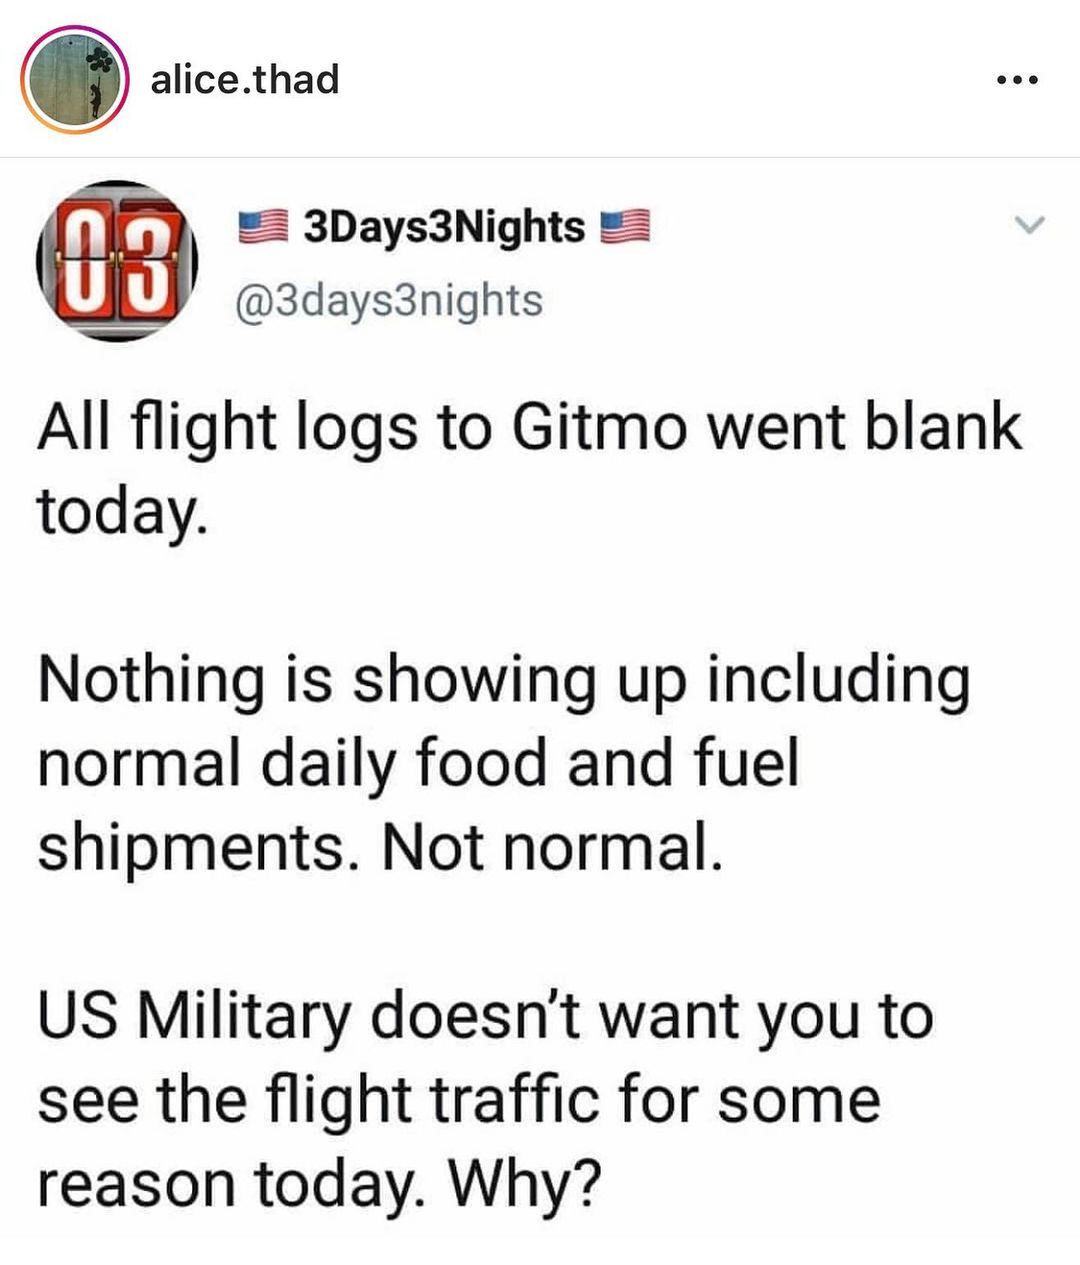 alice.thad
03
🇺🇸 3Days3Nights 🇺🇸
@3days3nights
All flight logs to Gitmo went blank
today.
Nothing is showing up including
normal daily food and fuel
shipments. Not normal.
US Military doesn't want you to
see the flight traffic for some
reason today. Why?